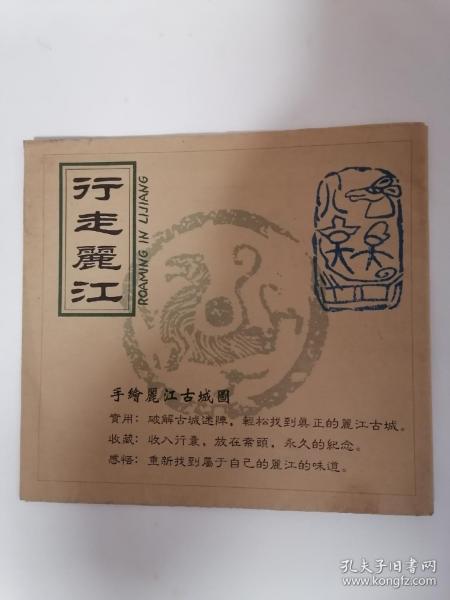 行走麗江
ROAMING IN LIJIANG
手繪麗江古城圖
實用：破解古城迷陣，輕松找到真正的麗江古城。
收藏：收入行囊，放在案頭，永久的紀念。
感悟：重新找到屬于自己的麗江的味道。
孔夫子旧书网
www.kongfz.com